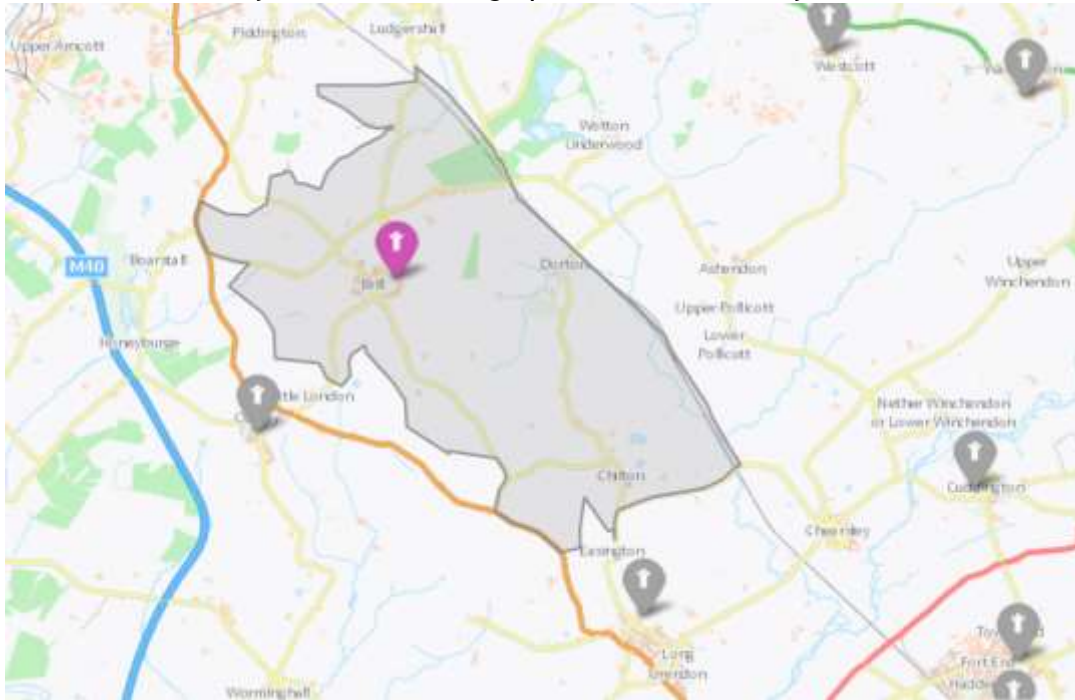 Piddington
Ludgershall
Upper Arncott
Westcott
Wotton
Underwood
M40
Boarstall
Brill
Dorton
Ashendon
Upper
Winchendon
Upper Pollicott
Lower
Pollicott
Honeyburge
Little London
Nether Winchendon
or Lower Winchendon
Chilton
Cuddington
Chearsley
Easington
Long
Crendon
Fort End
Worminghall